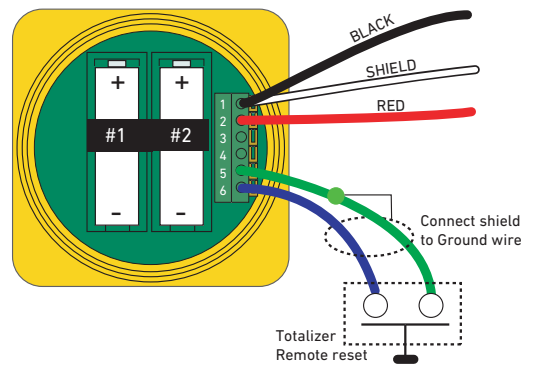 BLACK
SHIELD
RED
+
+
#1
#2
-
-
1
2
3
4
5
6
Connect shield
to Ground wire
Totalizer
Remote reset